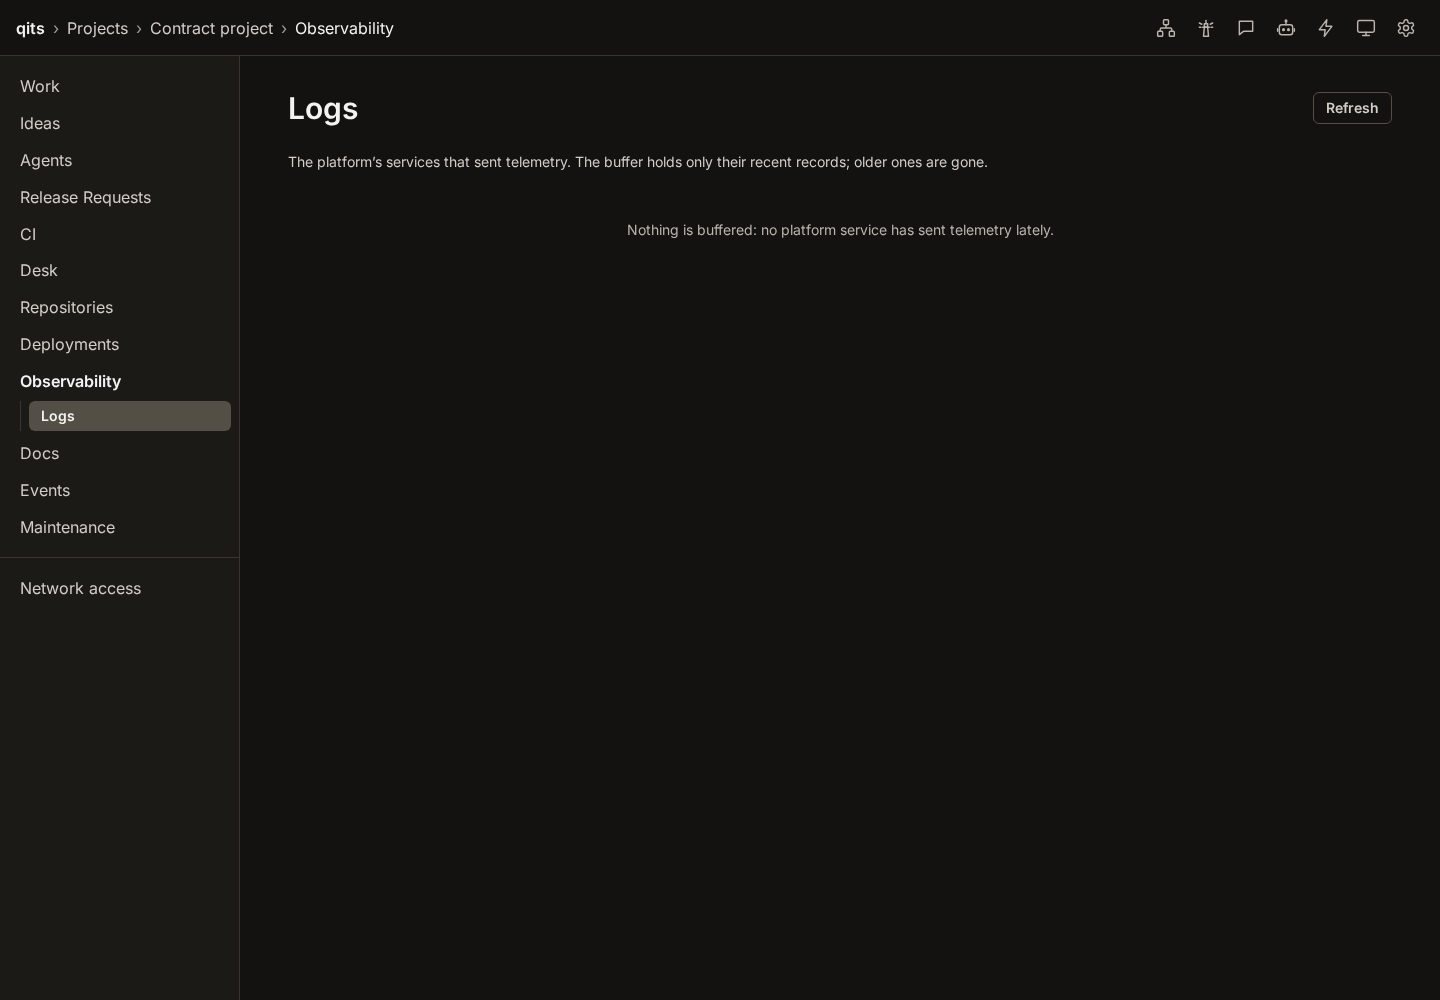 qits › Projects › Contract project › Observability
Work
Ideas
Agents
Release Requests
CI
Desk
Repositories
Deployments
Observability
Logs
Docs
Events
Maintenance
Network access
Logs
Refresh
The platform’s services that sent telemetry. The buffer holds only their recent records; older ones are gone.
Nothing is buffered: no platform service has sent telemetry lately.